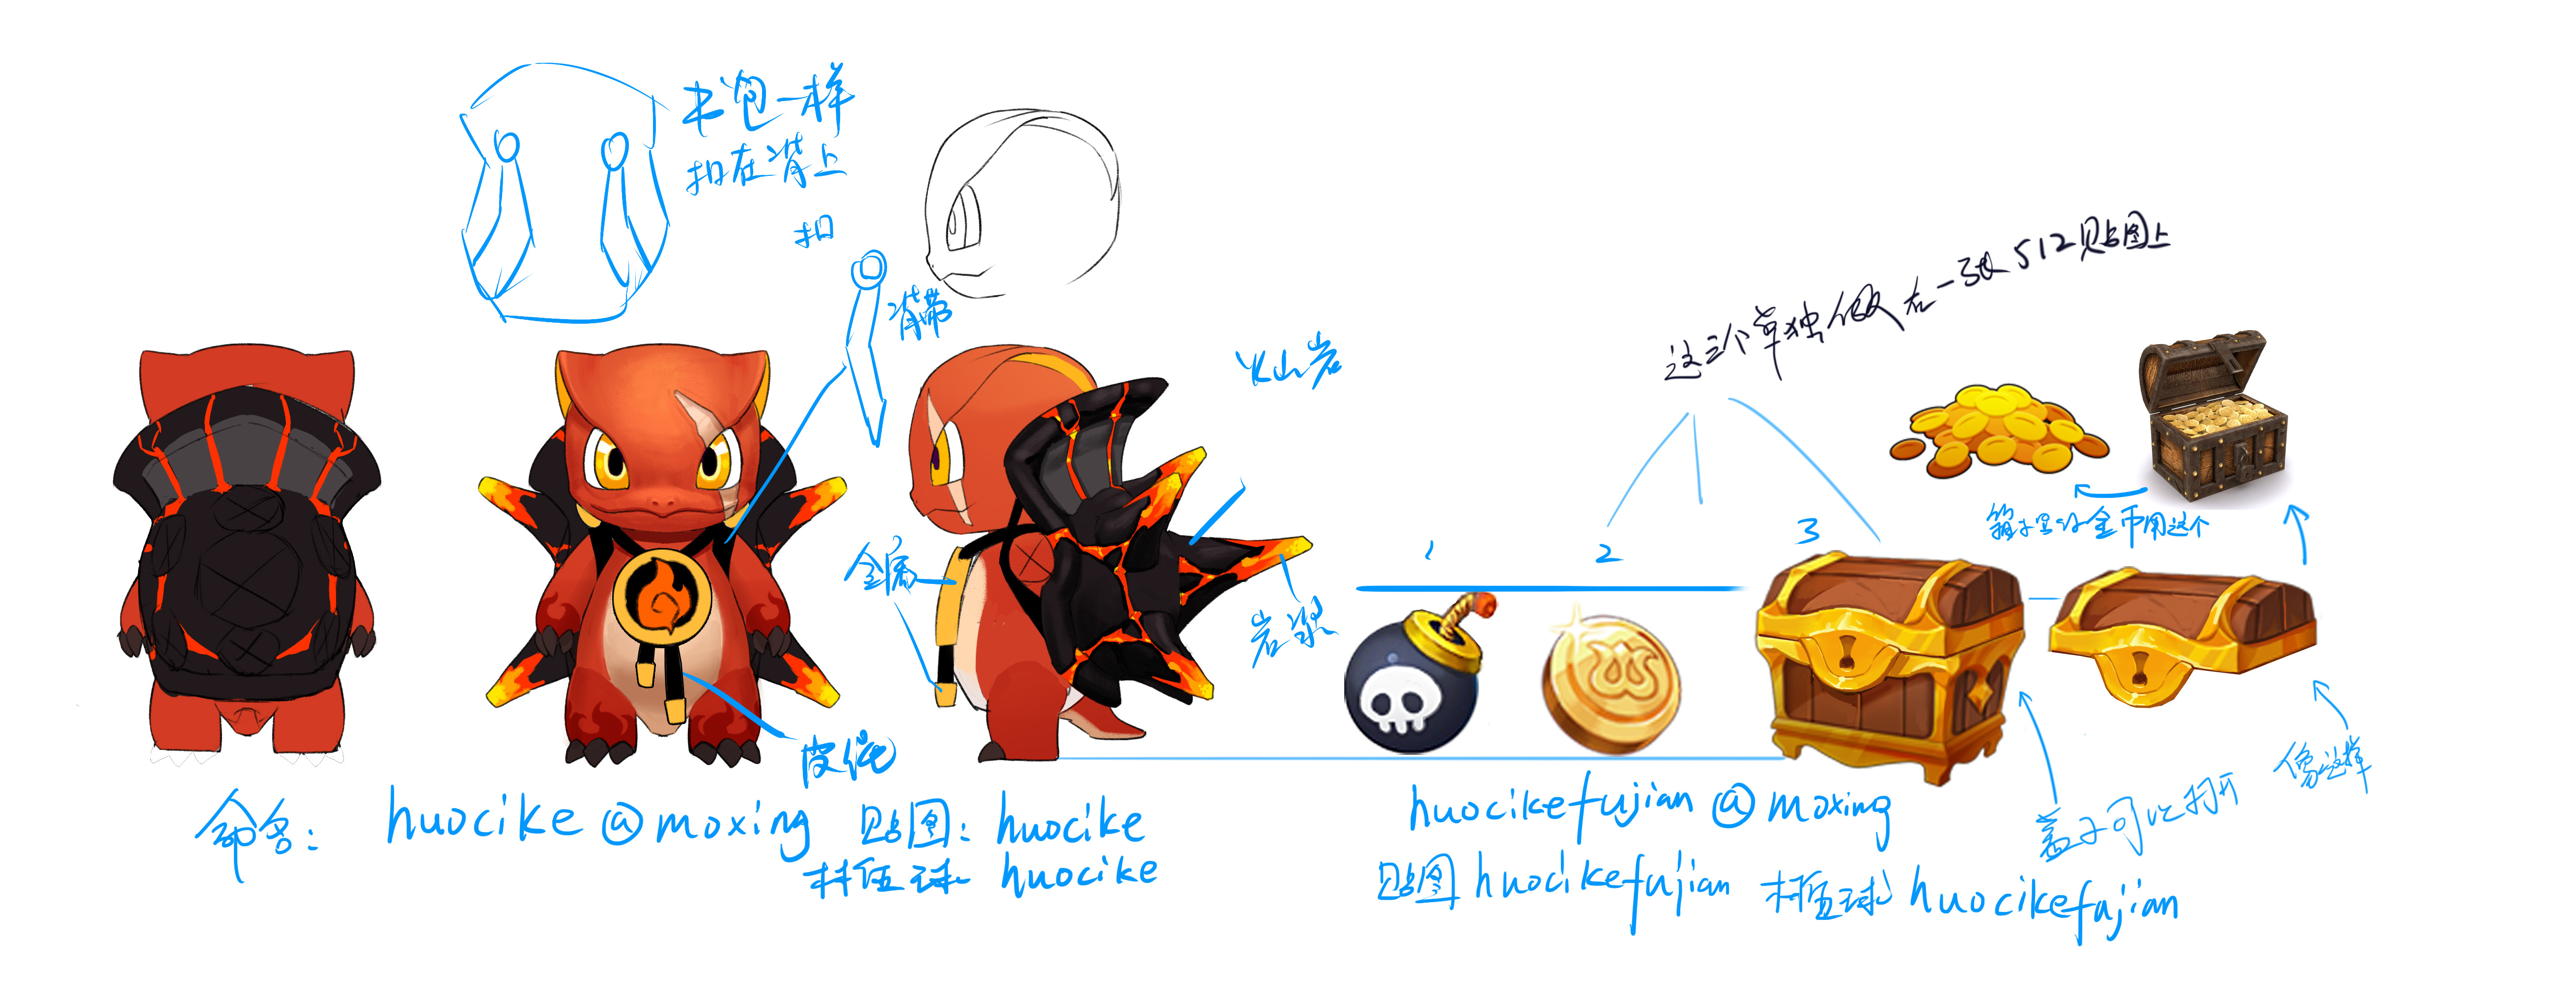 书包一样
扣在背上
扣
背带
火山岩
这三个单独做在一张512贴图上
金属
岩浆
皮绳
1
2
3
箱子里的金币用这个
像这样
盖子可以打开
命名: huocike@moxing 贴图: huocike
材质球 huocike
huocikefujian@moxing
贴图 huocikefujian 材质球 huocikefujian